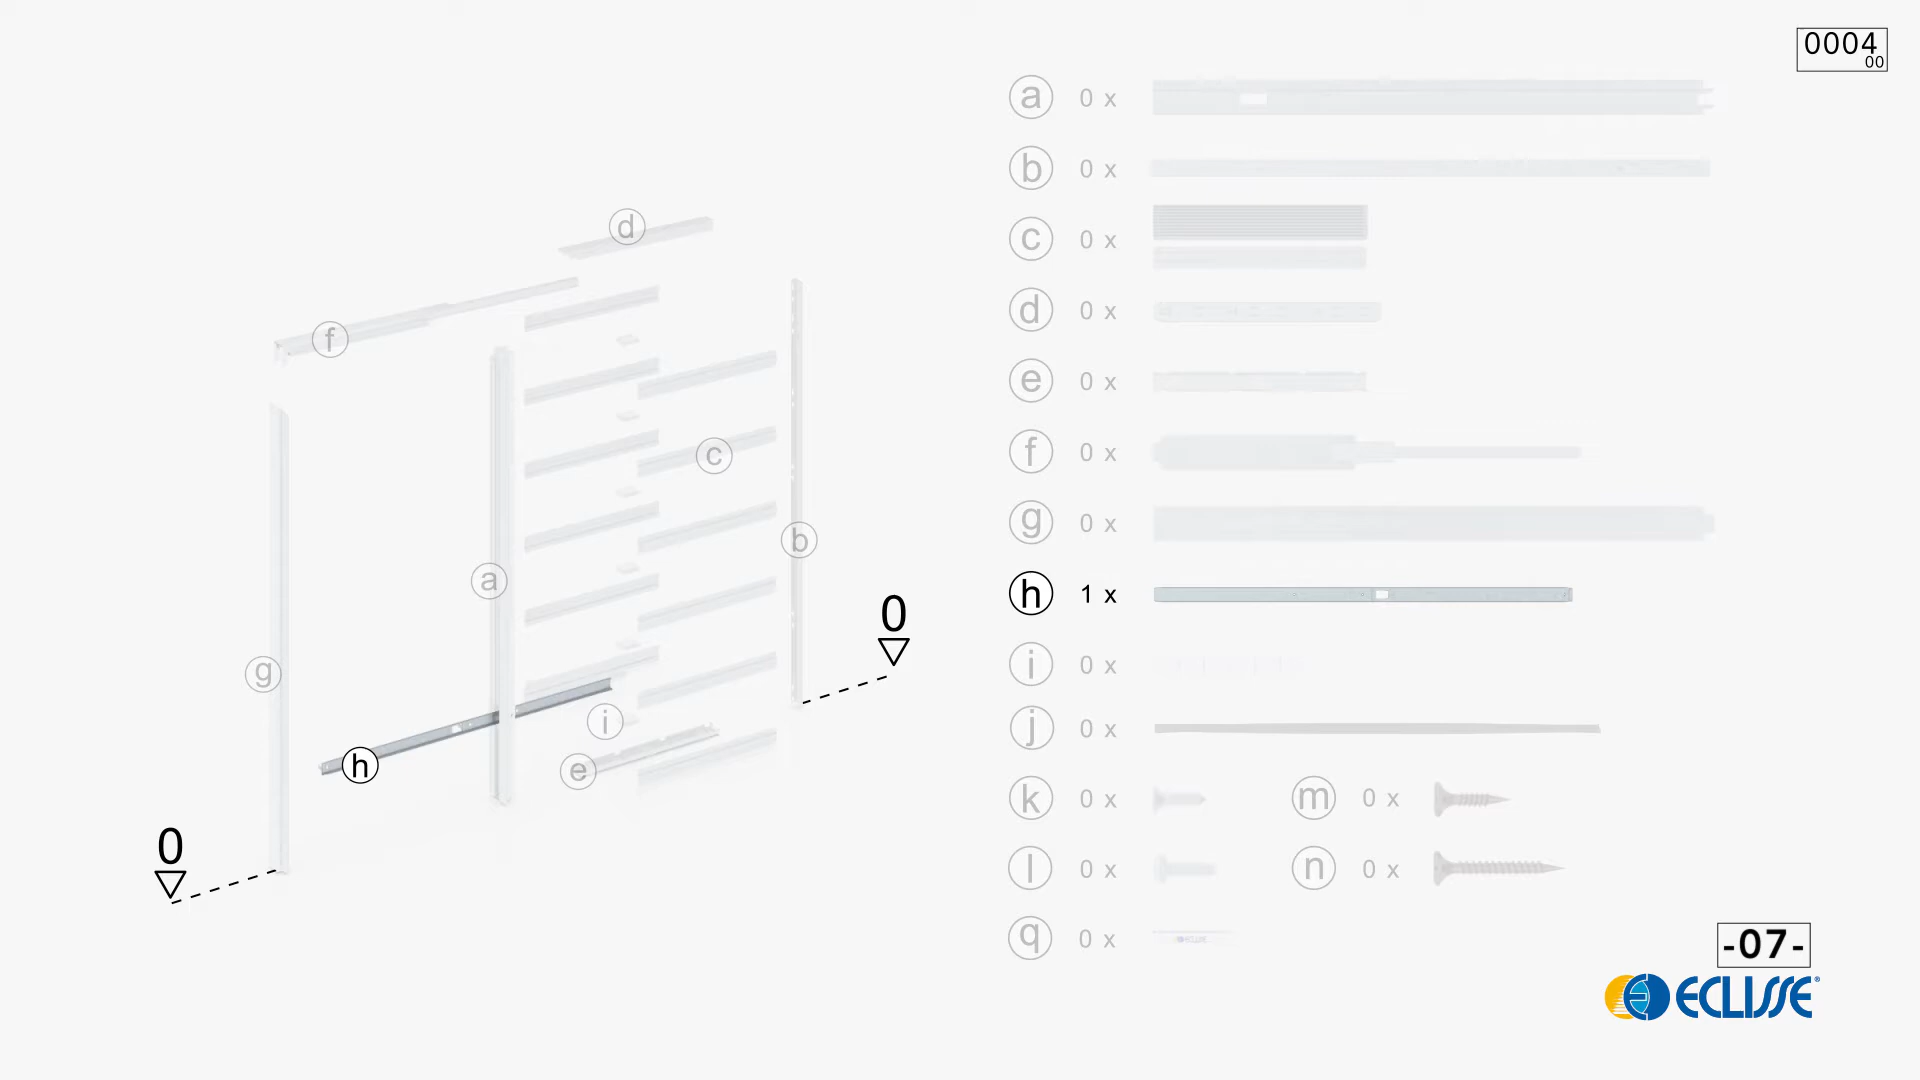 0004
00
a 0 x
b 0 x
c 0 x
d 0 x
e 0 x
f 0 x
g 0 x
h 1 x
i 0 x
j 0 x
k 0 x
m 0 x
l 0 x
n 0 x
q 0 x
d
f
c
b
a
0
g
i
h
e
0
-07-
ECLISSE®